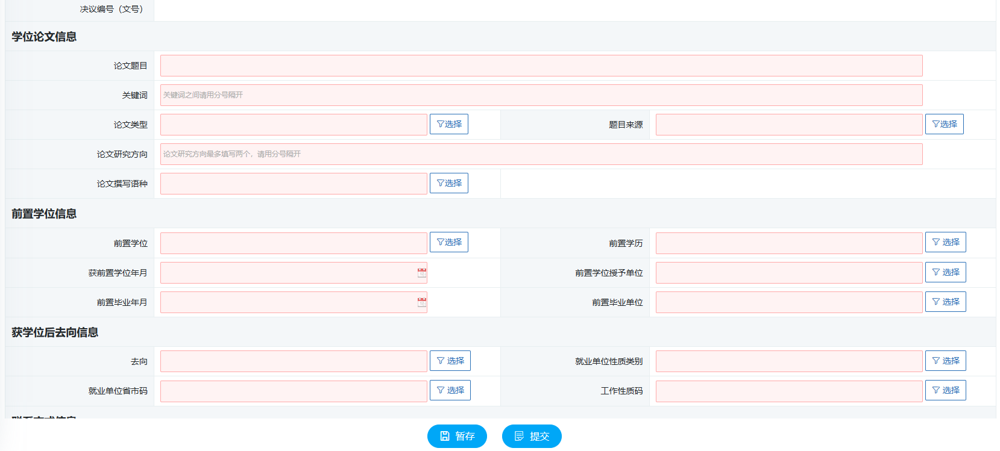 决议编号（文号）
学位论文信息
论文题目
关键词 关键词之间请用分号隔开
论文类型 选择 题目来源 选择
论文研究方向 论文研究方向最多填写两个，请用分号隔开
论文撰写语种 选择
前置学位信息
前置学位 选择 前置学历 选择
获前置学位年月 前置学位授予单位 选择
前置毕业年月 前置毕业单位 选择
获学位后去向信息
去向 选择 就业单位性质类别 选择
就业单位省市码 选择 工作性质码 选择
暂存 提交